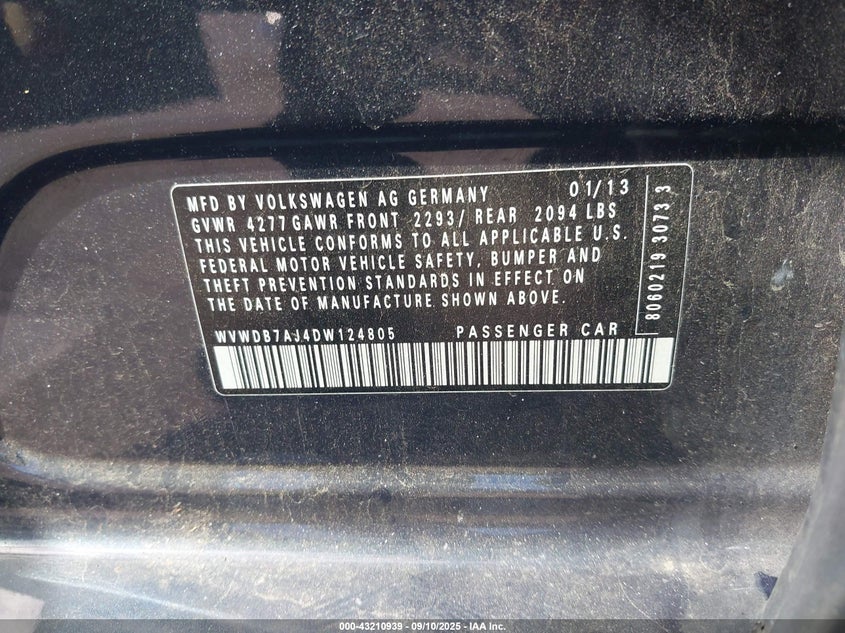 MFD BY VOLKSWAGEN AG GERMANY 01/13
GVWR 4277 GAWR FRONT 2293/ REAR 2094 LBS
THIS VEHICLE CONFORMS TO ALL APPLICABLE U.S.
FEDERAL MOTOR VEHICLE SAFETY, BUMPER AND
THEFT PREVENTION STANDARDS IN EFFECT ON
THE DATE OF MANUFACTURE SHOWN ABOVE.
WVWDB7AJ4DW124805 PASSENGER CAR
8060219 30733
000-43210939 - 09/10/2025 - IAA Inc.